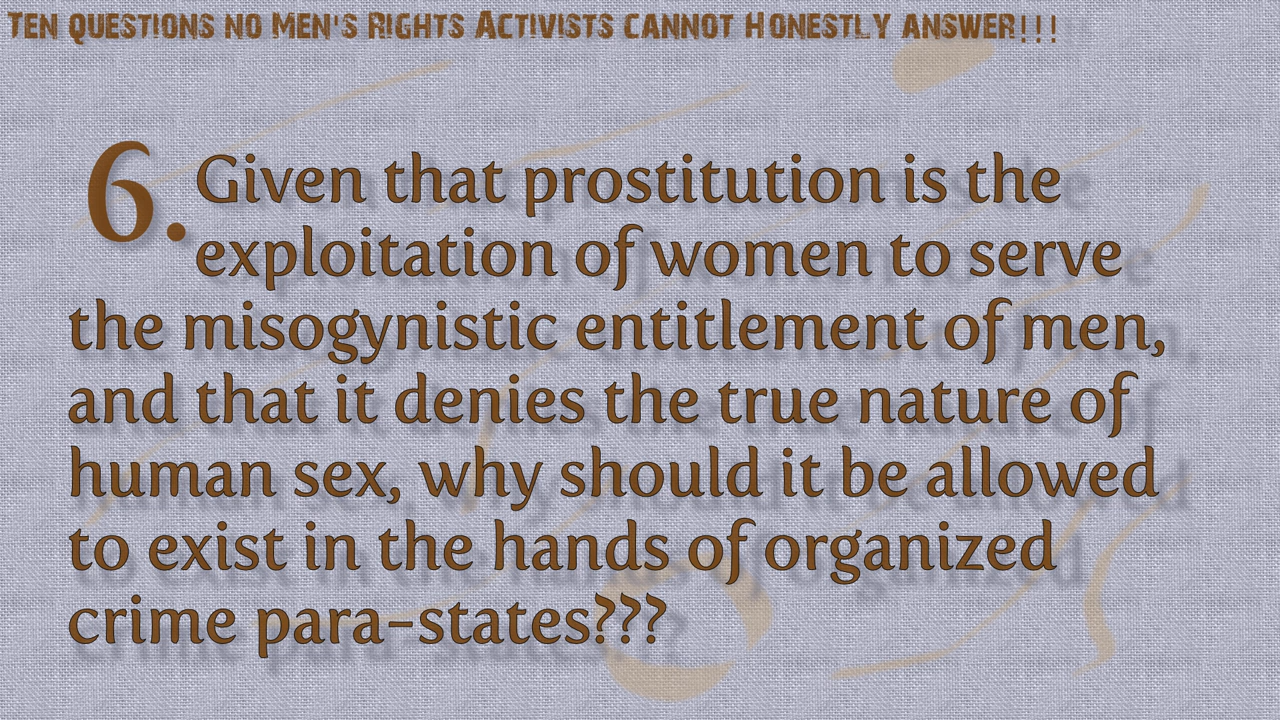 Ten questions no Men's Rights Activists cannot Honestly answer!!!
6. Given that prostitution is the
exploitation of women to serve
the misogynistic entitlement of men,
and that it denies the true nature of
human sex, why should it be allowed
to exist in the hands of organized
crime para-states???